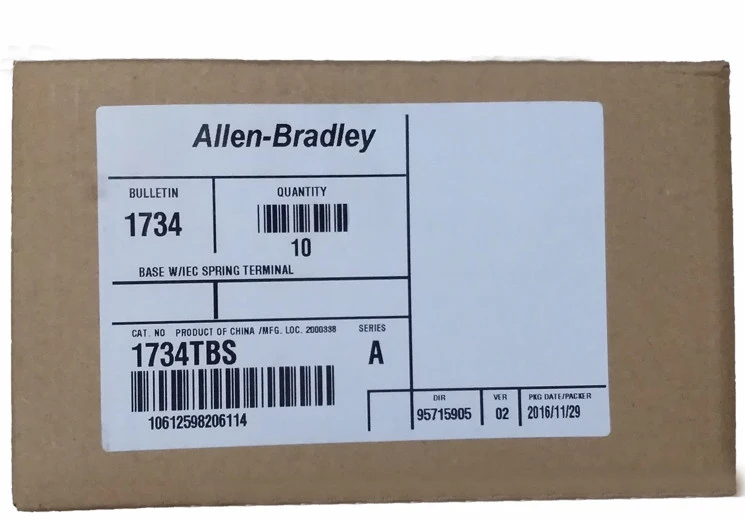 Allen-Bradley
BULLETIN
1734
QUANTITY
10
BASE W/IEC SPRING TERMINAL
CAT. NO PRODUCT OF CHINA /MFG. LOC. 2000338
SERIES
1734TBS
A
10612598206114
DIR
95715905
VER
02
PKG DATE/PACKER
2016/11/29